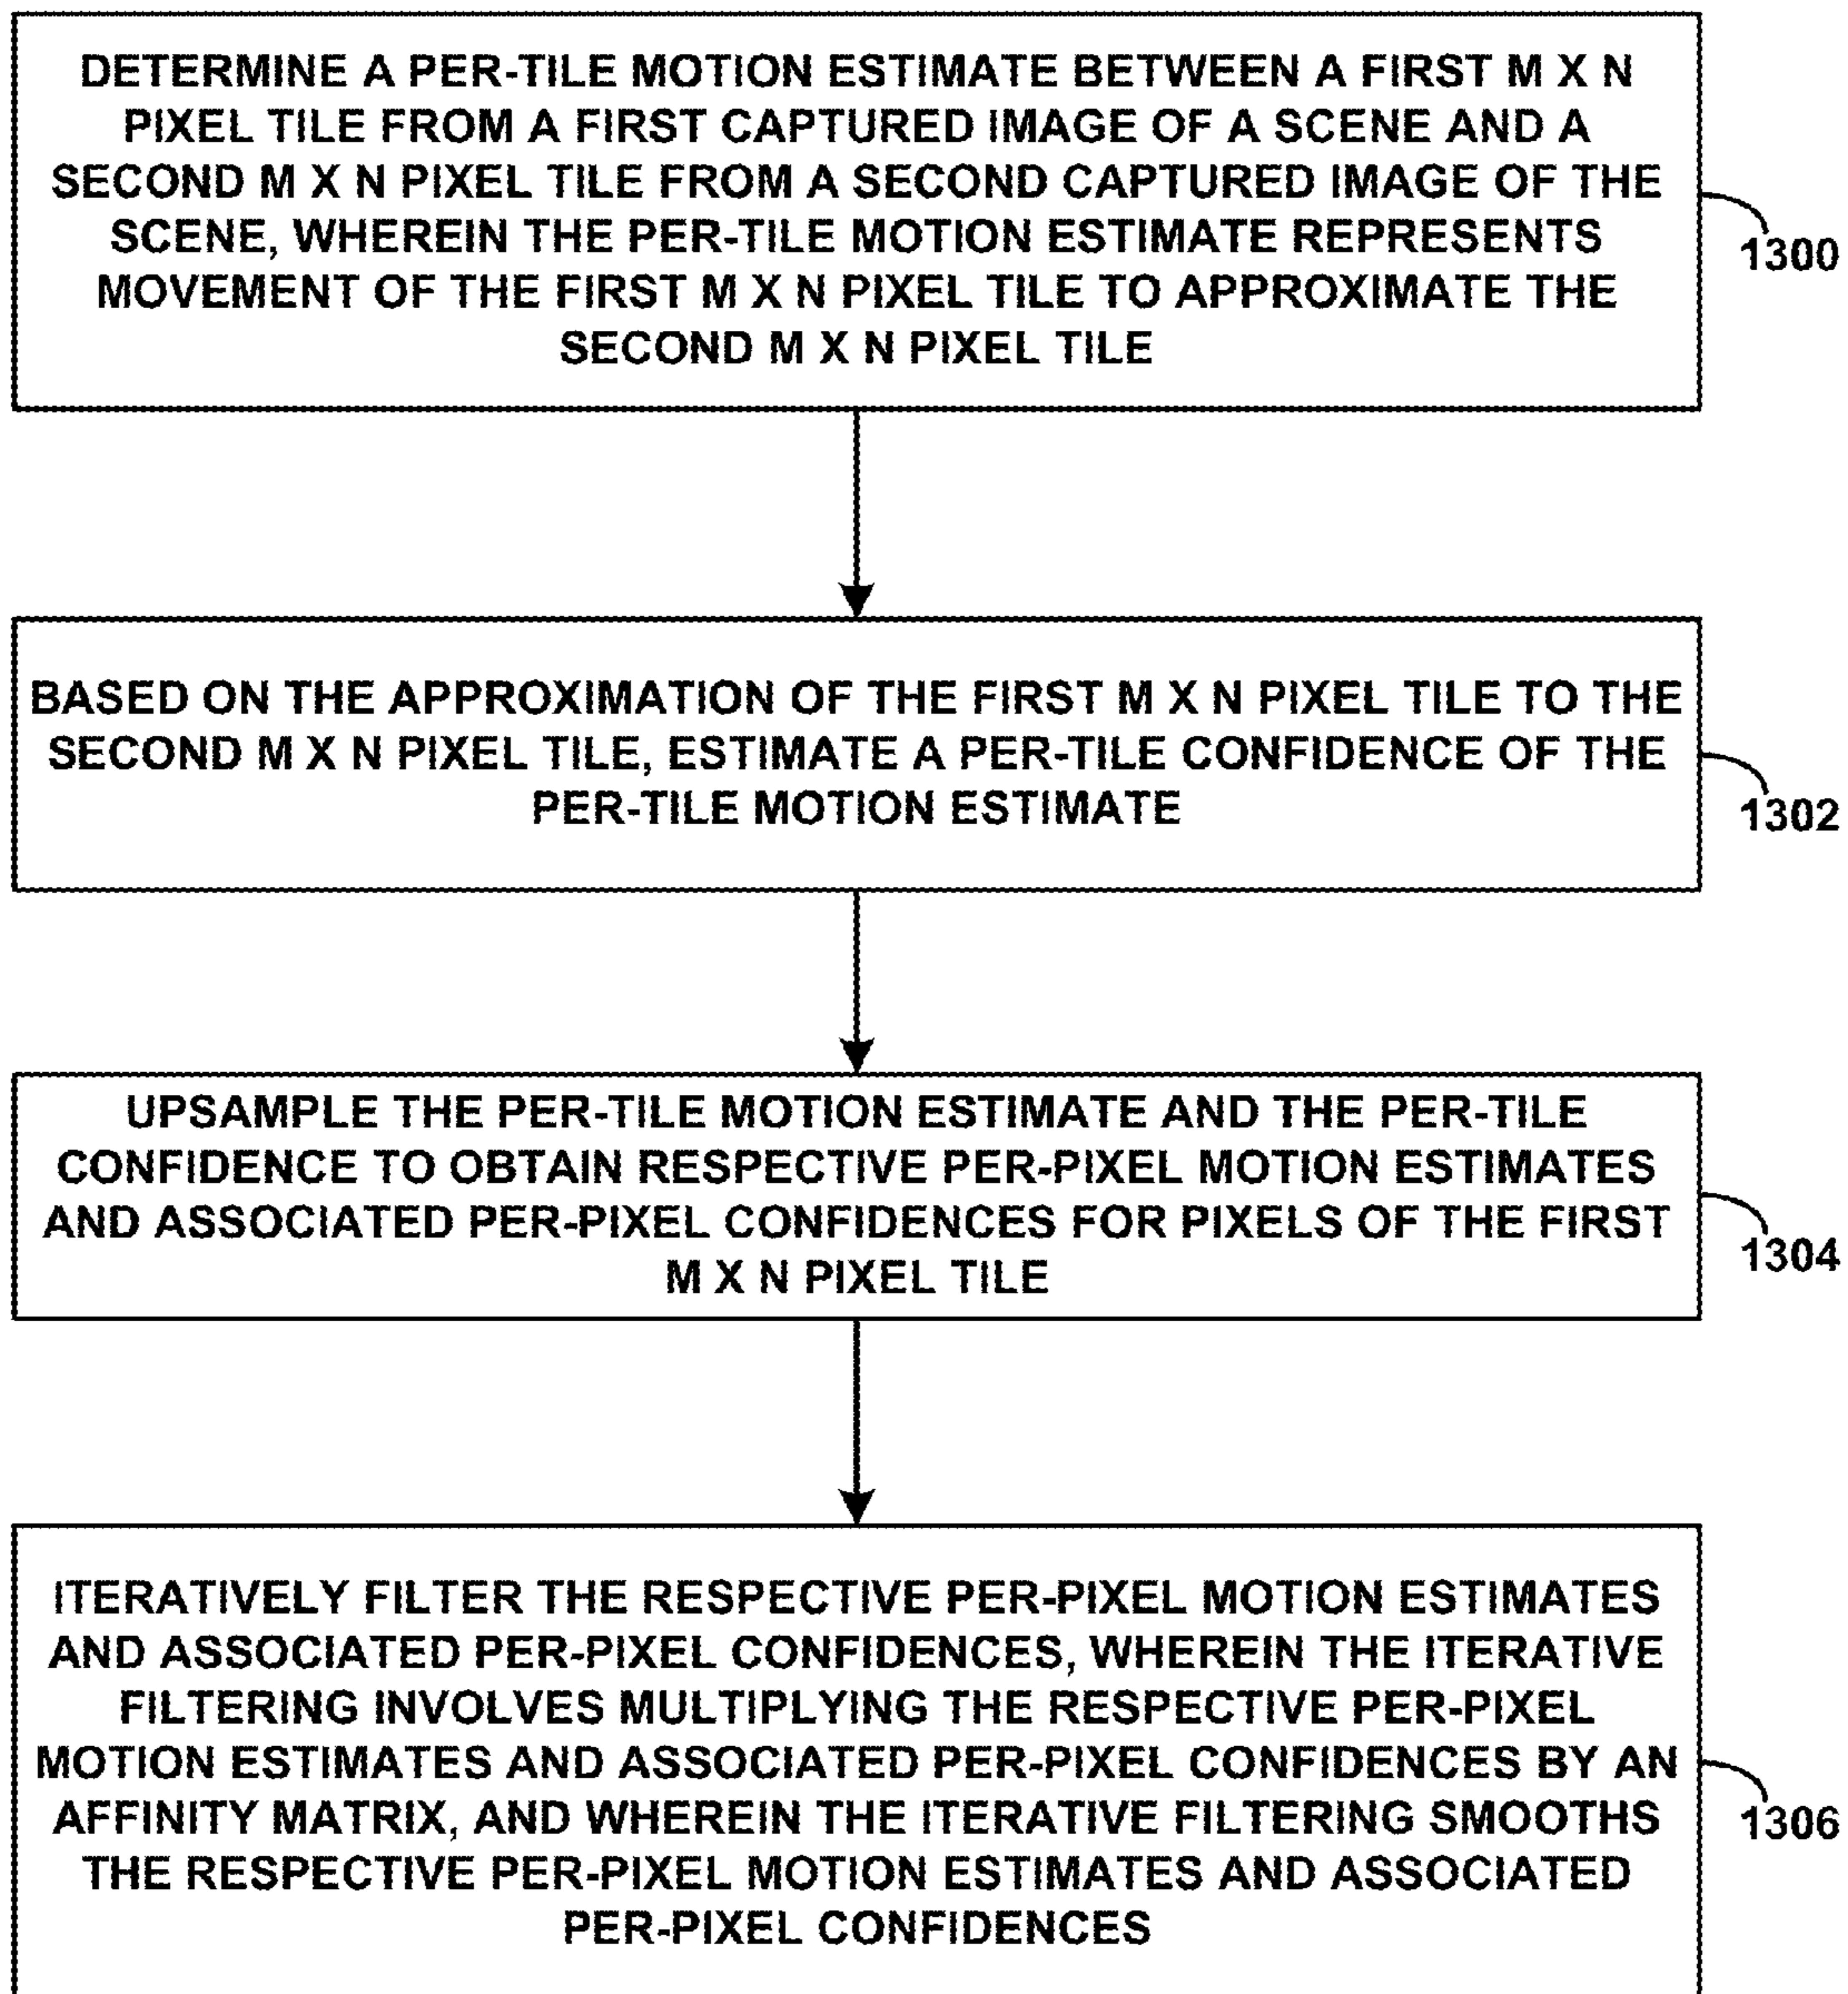 DETERMINE A PER-TILE MOTION ESTIMATE BETWEEN A FIRST M X N
PIXEL TILE FROM A FIRST CAPTURED IMAGE OF A SCENE AND A
SECOND M X N PIXEL TILE FROM A SECOND CAPTURED IMAGE OF THE
SCENE, WHEREIN THE PER-TILE MOTION ESTIMATE REPRESENTS
MOVEMENT OF THE FIRST M X N PIXEL TILE TO APPROXIMATE THE
SECOND M X N PIXEL TILE
1300
BASED ON THE APPROXIMATION OF THE FIRST M X N PIXEL TILE TO THE
SECOND M X N PIXEL TILE, ESTIMATE A PER-TILE CONFIDENCE OF THE
PER-TILE MOTION ESTIMATE
1302
UPSAMPLE THE PER-TILE MOTION ESTIMATE AND THE PER-TILE
CONFIDENCE TO OBTAIN RESPECTIVE PER-PIXEL MOTION ESTIMATES
AND ASSOCIATED PER-PIXEL CONFIDENCES FOR PIXELS OF THE FIRST
M X N PIXEL TILE
1304
ITERATIVELY FILTER THE RESPECTIVE PER-PIXEL MOTION ESTIMATES
AND ASSOCIATED PER-PIXEL CONFIDENCES, WHEREIN THE ITERATIVE
FILTERING INVOLVES MULTIPLYING THE RESPECTIVE PER-PIXEL
MOTION ESTIMATES AND ASSOCIATED PER-PIXEL CONFIDENCES BY AN
AFFINITY MATRIX, AND WHEREIN THE ITERATIVE FILTERING SMOOTHS
THE RESPECTIVE PER-PIXEL MOTION ESTIMATES AND ASSOCIATED
PER-PIXEL CONFIDENCES
1306